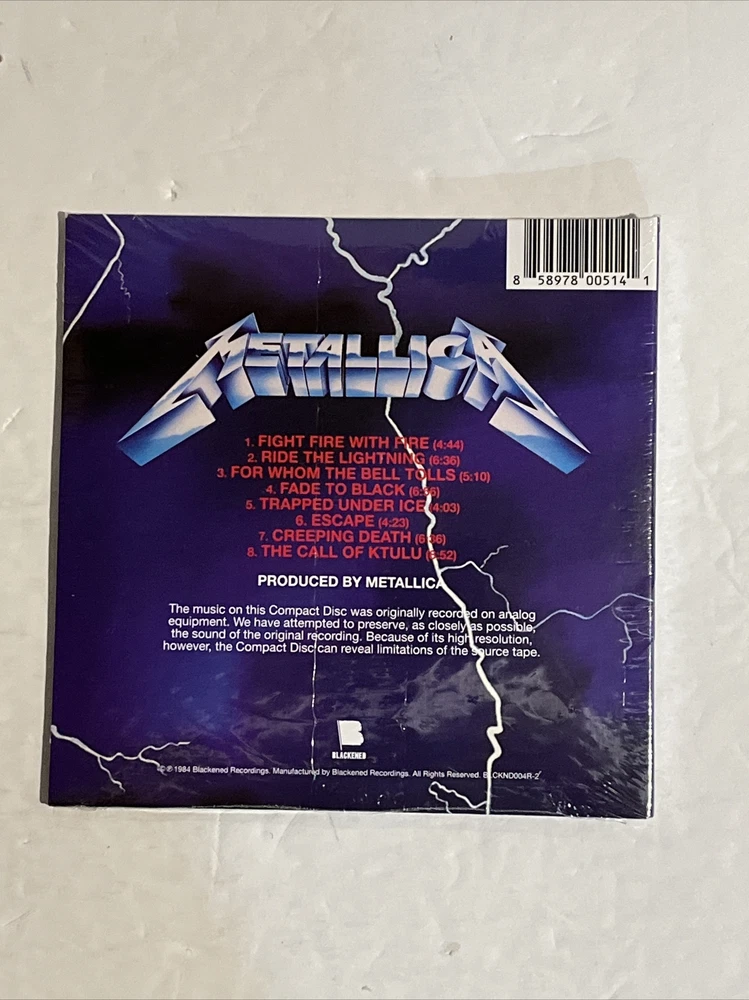 8 58978 00514 1
METALLICA
1. FIGHT FIRE WITH FIRE (4:44)
2. RIDE THE LIGHTNING (6:36)
3. FOR WHOM THE BELL TOLLS (5:10)
4. FADE TO BLACK
5. TRAPPED UNDER ICE (4:03)
6. ESCAPE (4:23)
7. CREEPING DEATH (6:36)
8. THE CALL OF KTULU
PRODUCED BY METALLICA
The music on this Compact Disc was originally recorded on analog
equipment. We have attempted to preserve, as closely as possible,
the sound of the original recording. Because of its high resolution,
however, the Compact Disc can reveal limitations of the source tape.
B
BLACKENED
© ℗ 1984 Blackened Recordings. Manufactured by Blackened Recordings. All Rights Reserved. BLCKND004R-2